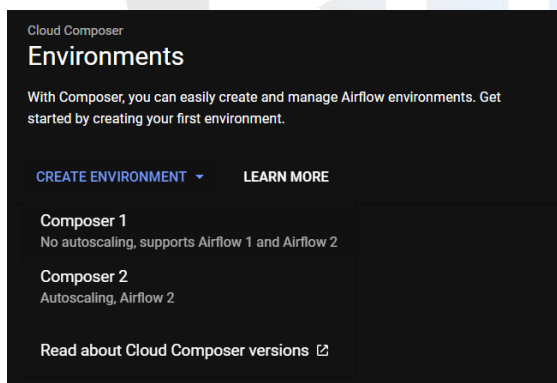 Cloud Composer
Environments
With Composer, you can easily create and manage Airflow environments. Get
started by creating your first environment.
CREATE ENVIRONMENT
LEARN MORE
Composer 1
No autoscaling, supports Airflow 1 and Airflow 2
Composer 2
Autoscaling, Airflow 2
Read about Cloud Composer versions